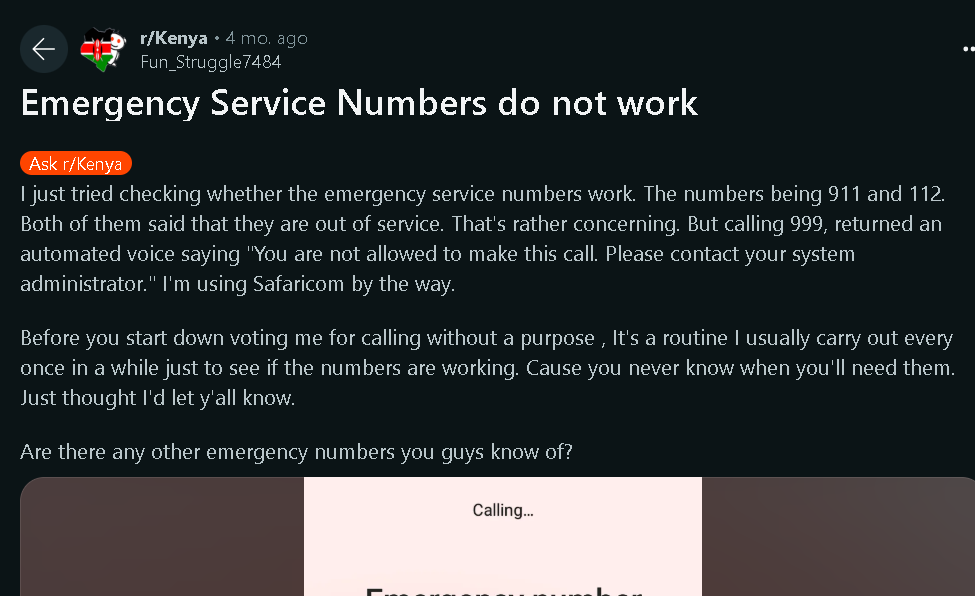 r/Kenya • 4 mo. ago
Fun_Struggle7484
Emergency Service Numbers do not work
Ask r/Kenya
I just tried checking whether the emergency service numbers work. The numbers being 911 and 112.
Both of them said that they are out of service. That's rather concerning. But calling 999, returned an
automated voice saying "You are not allowed to make this call. Please contact your system
administrator." I'm using Safaricom by the way.
Before you start down voting me for calling without a purpose , It's a routine I usually carry out every
once in a while just to see if the numbers are working. Cause you never know when you'll need them.
Just thought I'd let y'all know.
Are there any other emergency numbers you guys know of?
Calling...
Emergency number